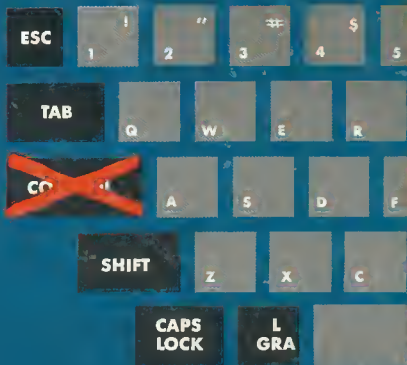 ESC ! 1 " 2 # 3 $ 4 5
TAB Q W E R
A S D F
SHIFT Z X C
CAPS LOCK L GRA